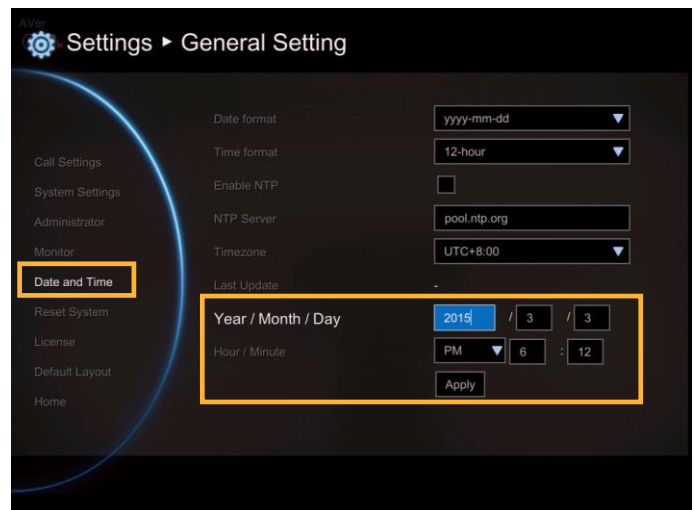 AVer
Settings ▸ General Setting
Call Settings
System Settings
Administrator
Monitor
Date and Time
Reset System
License
Default Layout
Home
Date format yyyy-mm-dd
Time format 12-hour
Enable NTP
NTP Server pool.ntp.org
Timezone UTC+8:00
Last Update -
Year / Month / Day 2015 / 3 / 3
Hour / Minute PM 6 : 12
Apply